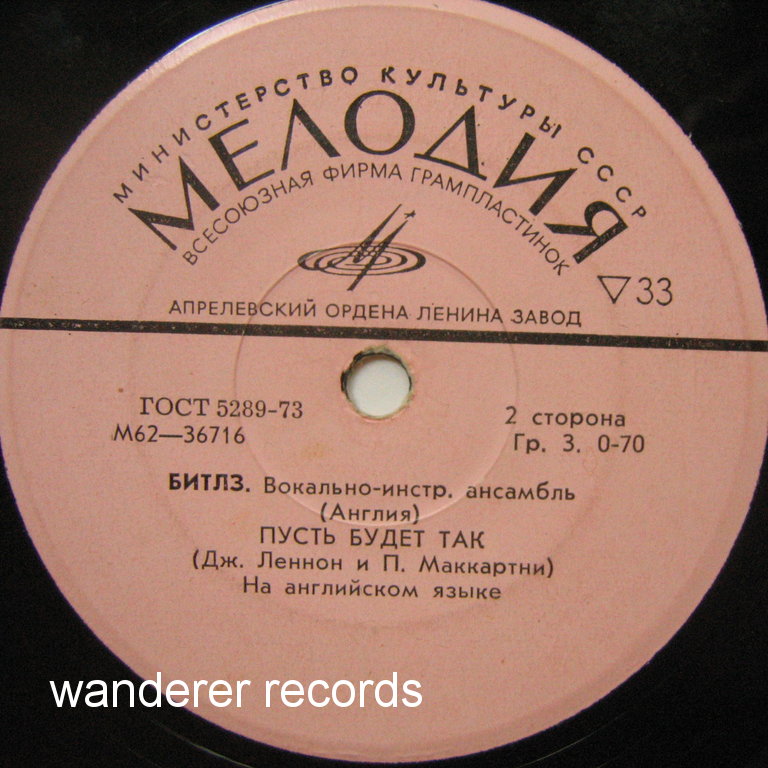 МИНИСТЕРСТВО КУЛЬТУРЫ СССР
МЕЛОДИЯ
ВСЕСОЮЗНАЯ ФИРМА ГРАМПЛАСТИНОК
▽33
АПРЕЛЕВСКИЙ ОРДЕНА ЛЕНИНА ЗАВОД
ГОСТ 5289-73
М62—36716
2 сторона
Гр. 3. 0-70
БИТЛЗ. Вокально-инстр. ансамбль
(Англия)
ПУСТЬ БУДЕТ ТАК
(Дж. Леннон и П. Маккартни)
На английском языке
wanderer records